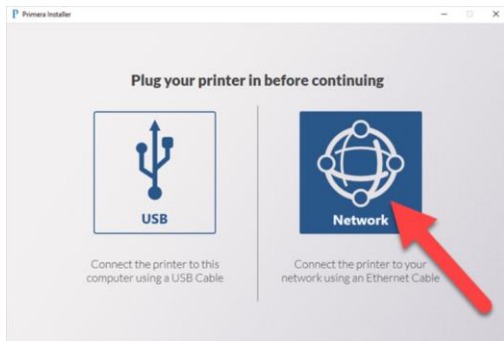 Primera Installer
Plug your printer in before continuing
USB
Network
Connect the printer to this
computer using a USB Cable
Connect the printer to your
network using an Ethernet Cable